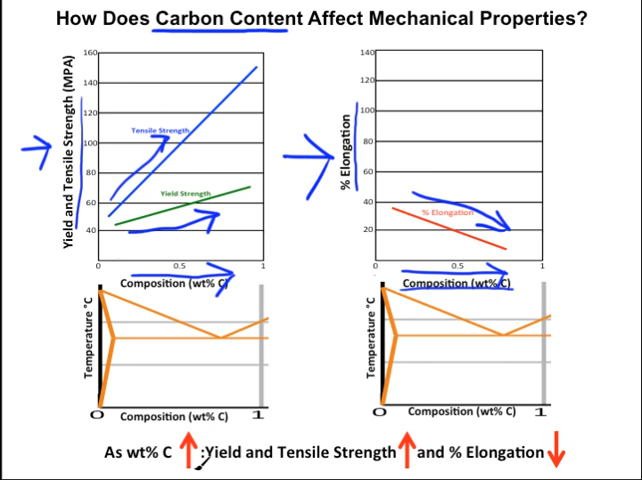 How Does Carbon Content Affect Mechanical Properties?
Yield and Tensile Strength (MPA)
160
140
120
100
80
60
40
Tensile Strength
Yield Strength
0
0.5
1
Composition (wt% C)
% Elongation
140
120
100
80
60
40
20
% Elongation
0
0.5
1
Composition (wt% C)
Temperature °C
0
Composition (wt% C)
1
Temperature °C
0
Composition (wt% C)
1
As wt% C ↑ ;Yield and Tensile Strength ↑ and % Elongation ↓